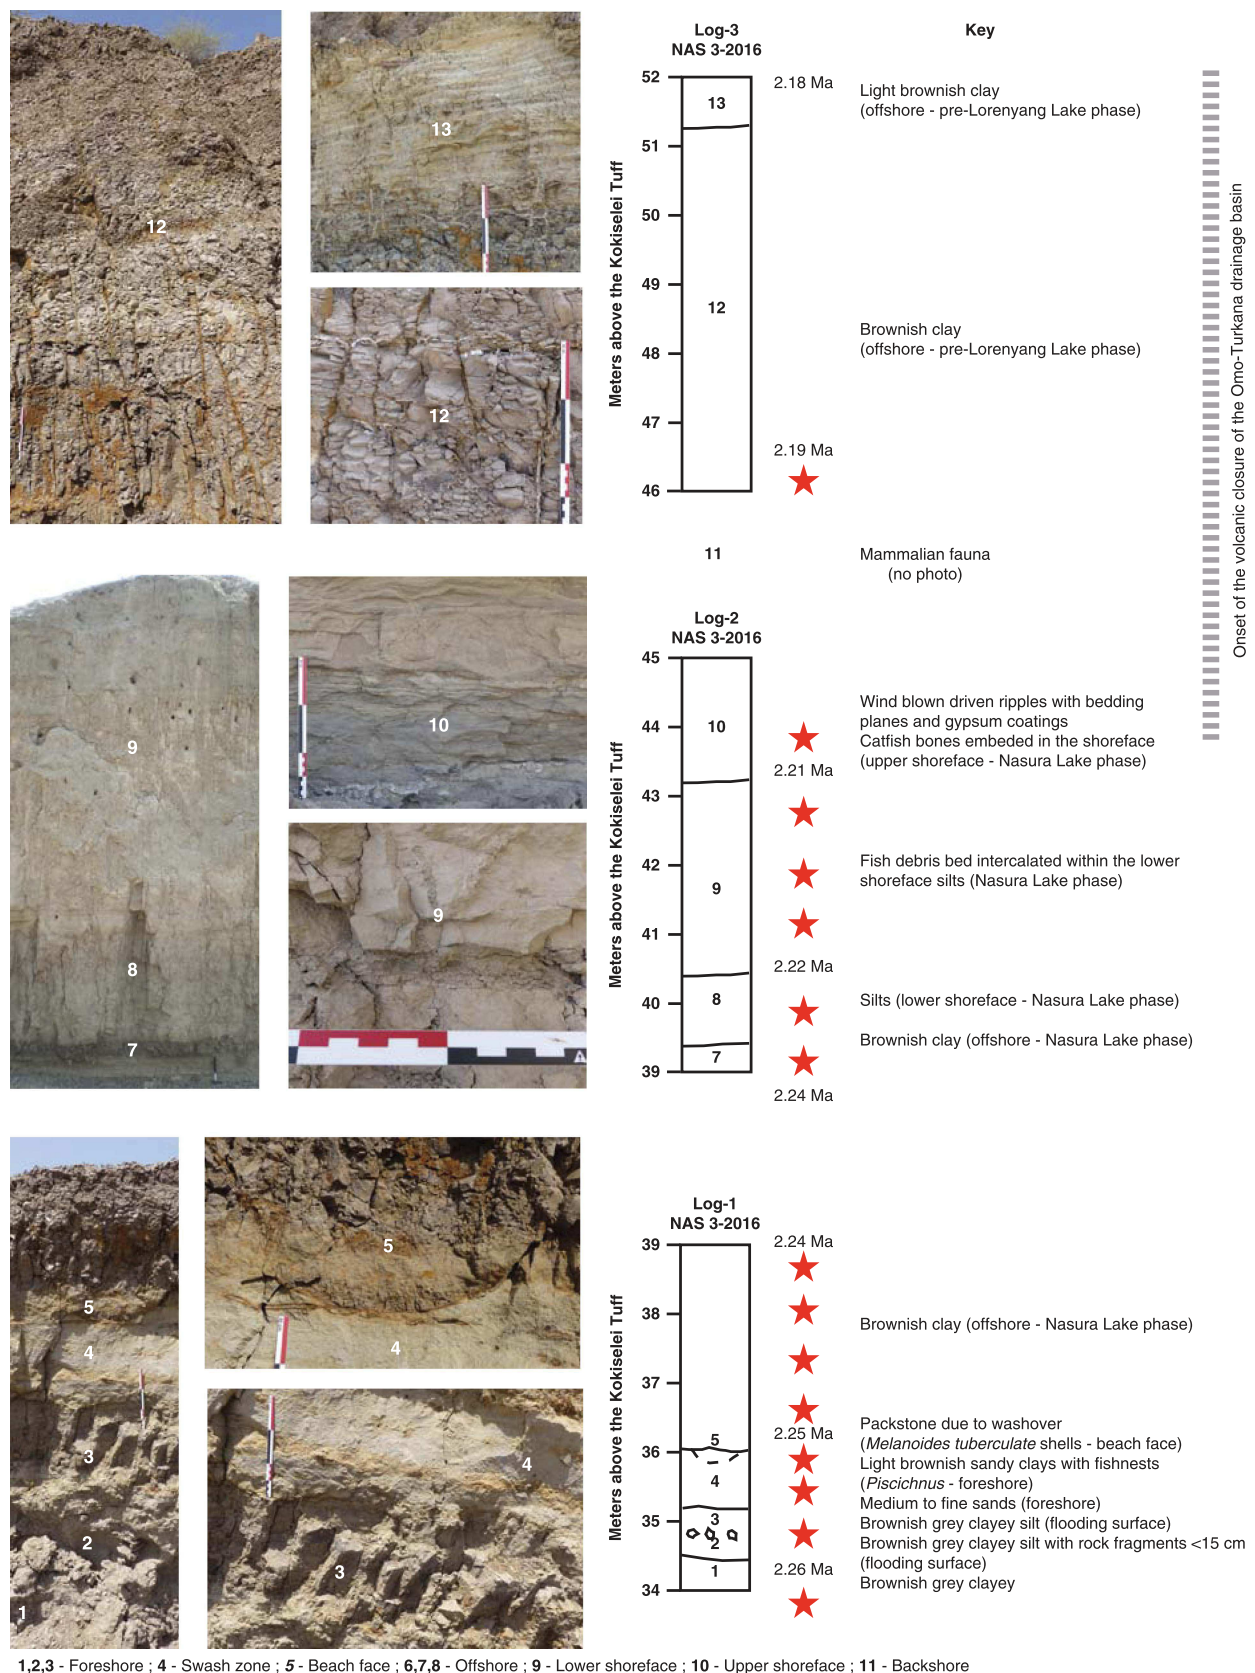 Log-3
NAS 3-2016
Key
52
51
50
49
48
47
46
Meters above the Kokiselei Tuff
13
12
2.18 Ma
2.19 Ma
Light brownish clay
(offshore - pre-Lorenyang Lake phase)
Brownish clay
(offshore - pre-Lorenyang Lake phase)
Onset of the volcanic closure of the Omo-Turkana drainage basin
12
13
12
11
Mammalian fauna
(no photo)
Log-2
NAS 3-2016
45
44
43
42
41
40
39
Meters above the Kokiselei Tuff
10
9
8
7
2.21 Ma
2.22 Ma
2.24 Ma
Wind blown driven ripples with bedding
planes and gypsum coatings
Catfish bones embeded in the shoreface
(upper shoreface - Nasura Lake phase)
Fish debris bed intercalated within the lower
shoreface silts (Nasura Lake phase)
Silts (lower shoreface - Nasura Lake phase)
Brownish clay (offshore - Nasura Lake phase)
9
8
7
10
9
A
Log-1
NAS 3-2016
39
38
37
36
35
34
Meters above the Kokiselei Tuff
5
4
3
2
1
2.24 Ma
2.25 Ma
2.26 Ma
Brownish clay (offshore - Nasura Lake phase)
Packstone due to washover
(Melanoides tuberculate shells - beach face)
Light brownish sandy clays with fishnests
(Piscichnus - foreshore)
Medium to fine sands (foreshore)
Brownish grey clayey silt (flooding surface)
Brownish grey clayey silt with rock fragments <15 cm
(flooding surface)
Brownish grey clayey
5
4
3
2
1
5
4
4
3
1,2,3 - Foreshore ; 4 - Swash zone ; 5 - Beach face ; 6,7,8 - Offshore ; 9 - Lower shoreface ; 10 - Upper shoreface ; 11 - Backshore